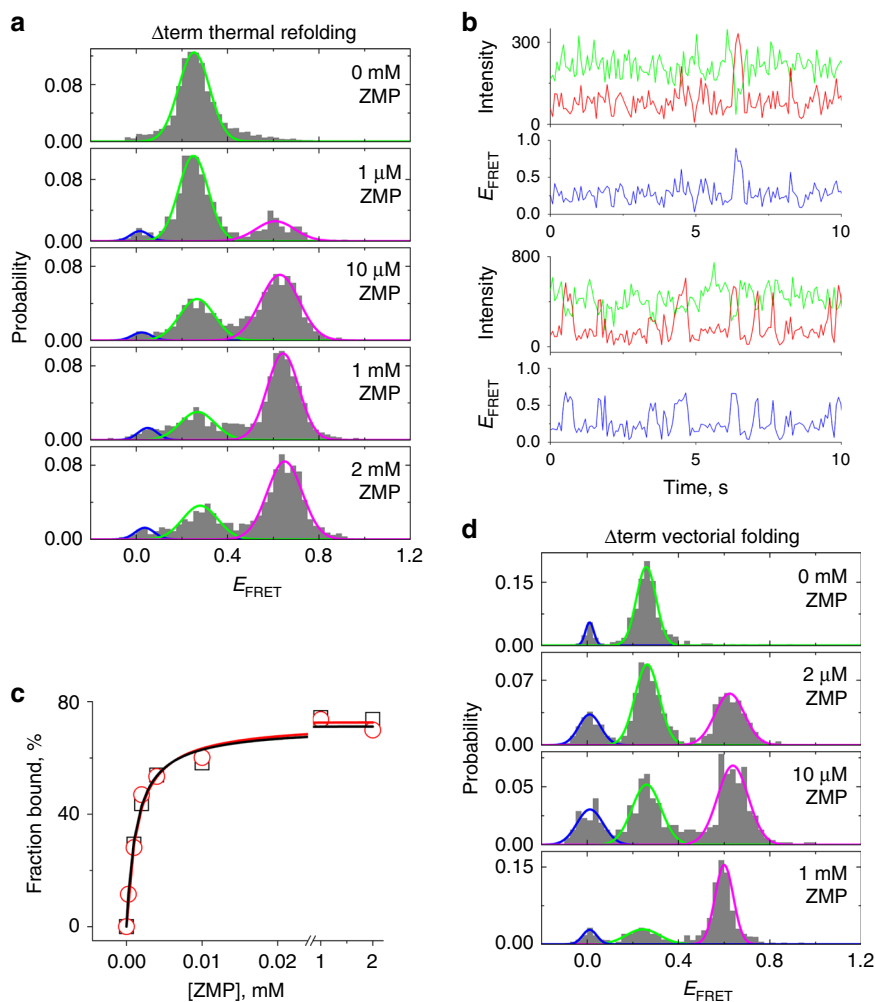 a
Δterm thermal refolding
0 mM
ZMP
0.08
0.00
1 μM
ZMP
0.08
0.00
10 μM
ZMP
0.08
0.00
1 mM
ZMP
0.08
0.00
2 mM
ZMP
0.08
0.00
Probability
0.0 0.4 0.8 1.2
E FRET
b
300
0
Intensity
1.0
0.5
0.0
E FRET
0 5 10
800
0
Intensity
1.0
0.5
0.0
E FRET
0 5 10
Time, s
c
80
40
0
Fraction bound, %
0.00 0.01 0.02 1 2
[ZMP], mM
d
Δterm vectorial folding
0 mM
ZMP
0.15
0.00
2 μM
ZMP
0.07
0.00
10 μM
ZMP
0.05
0.00
1 mM
ZMP
0.15
0.00
Probability
0.0 0.4 0.8 1.2
E FRET